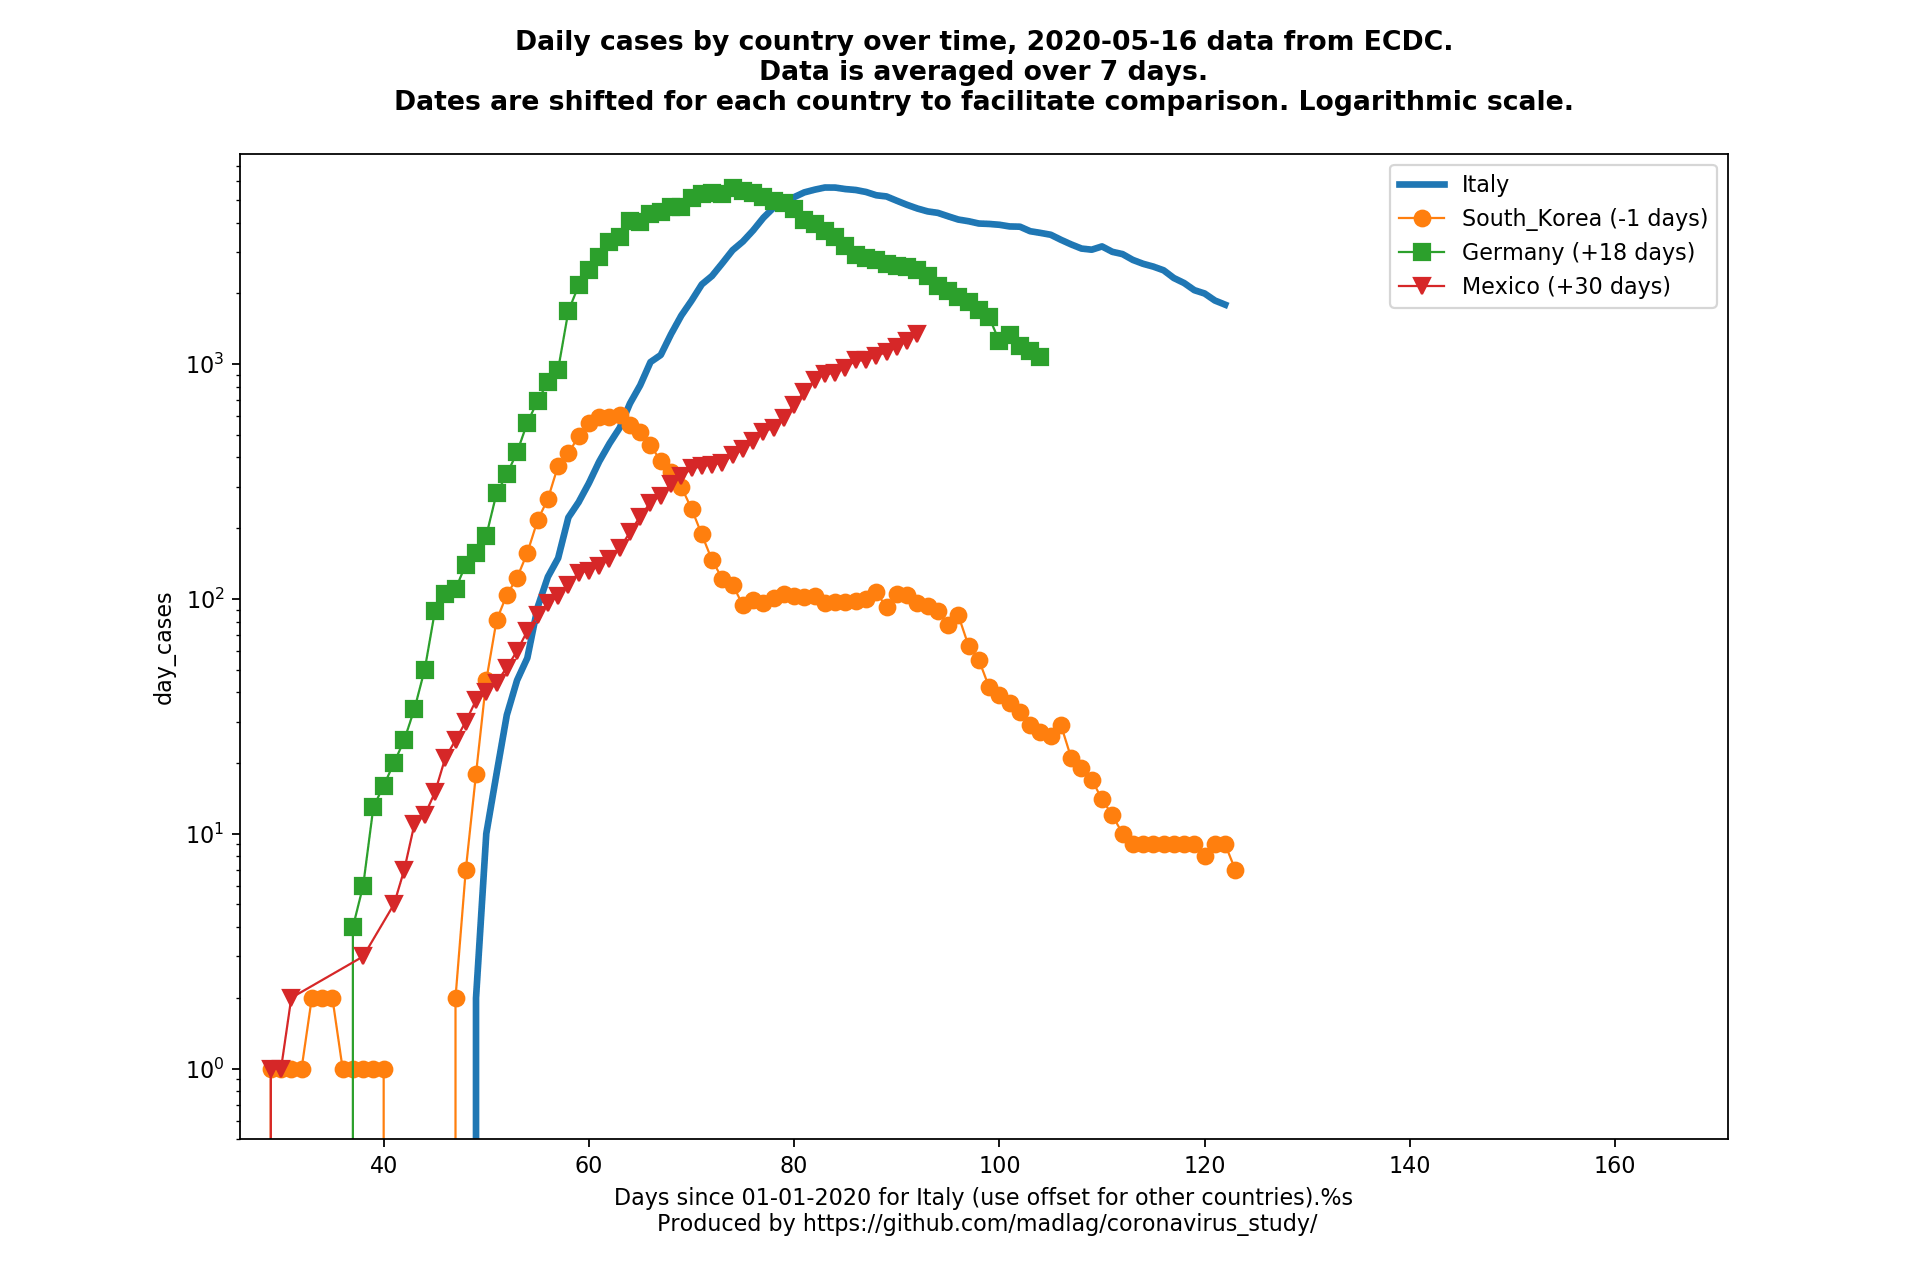 Daily cases by country over time, 2020-05-16 data from ECDC.
Data is averaged over 7 days.
Dates are shifted for each country to facilitate comparison. Logarithmic scale.
Italy
South_Korea (-1 days)
Germany (+18 days)
Mexico (+30 days)
day_cases
10³
10²
10¹
10⁰
40 60 80 100 120 140 160
Days since 01-01-2020 for Italy (use offset for other countries).%s
Produced by https://github.com/madlag/coronavirus_study/